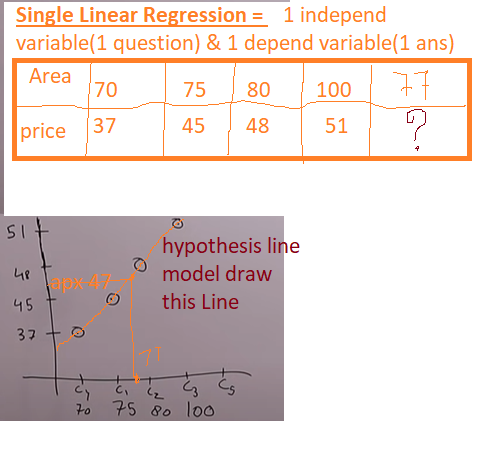 Single Linear Regression = 1 independ
variable(1 question) & 1 depend variable(1 ans)
Area 70 75 80 100 77
price 37 45 48 51 ?
51
hypothesis line
48 apx 47 model draw
45 this Line
37
77
C1 C2 C3 C5
70 75 80 100